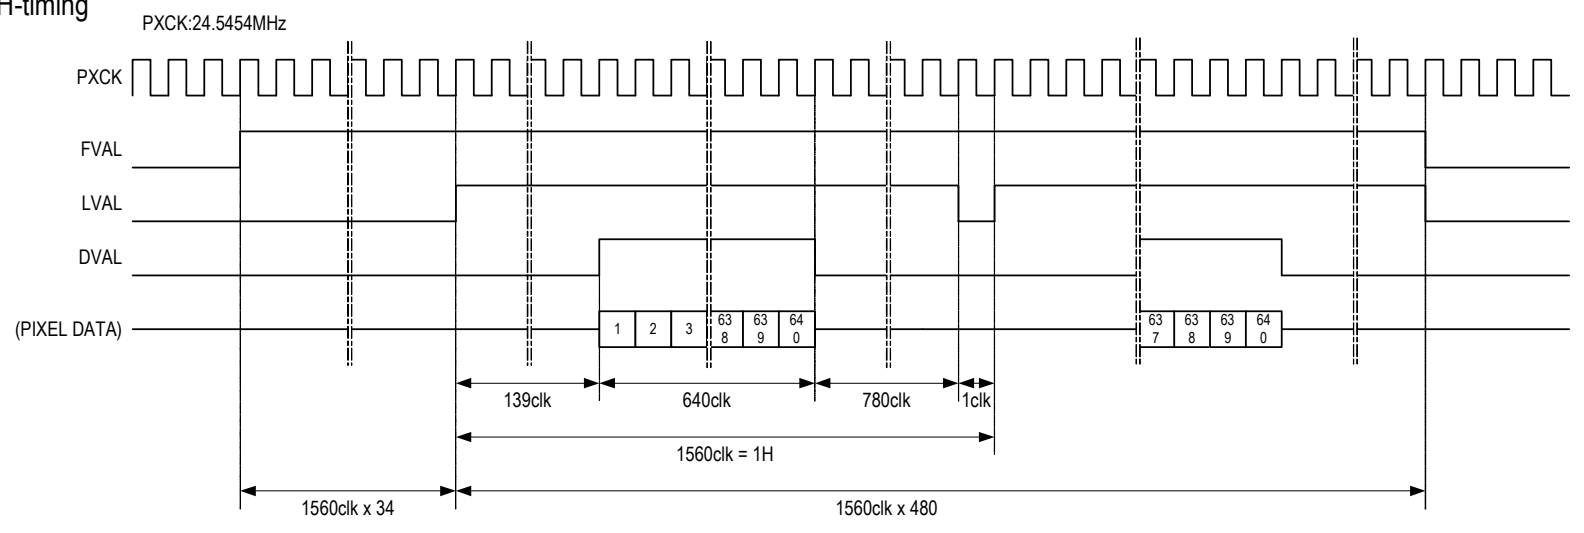 H-timing
PXCK:24.5454MHz
PXCK
FVAL
LVAL
DVAL
(PIXEL DATA)
1 2 3 638 639 640 637 638 639 640
139clk 640clk 780clk 1clk
1560clk = 1H
1560clk x 34 1560clk x 480